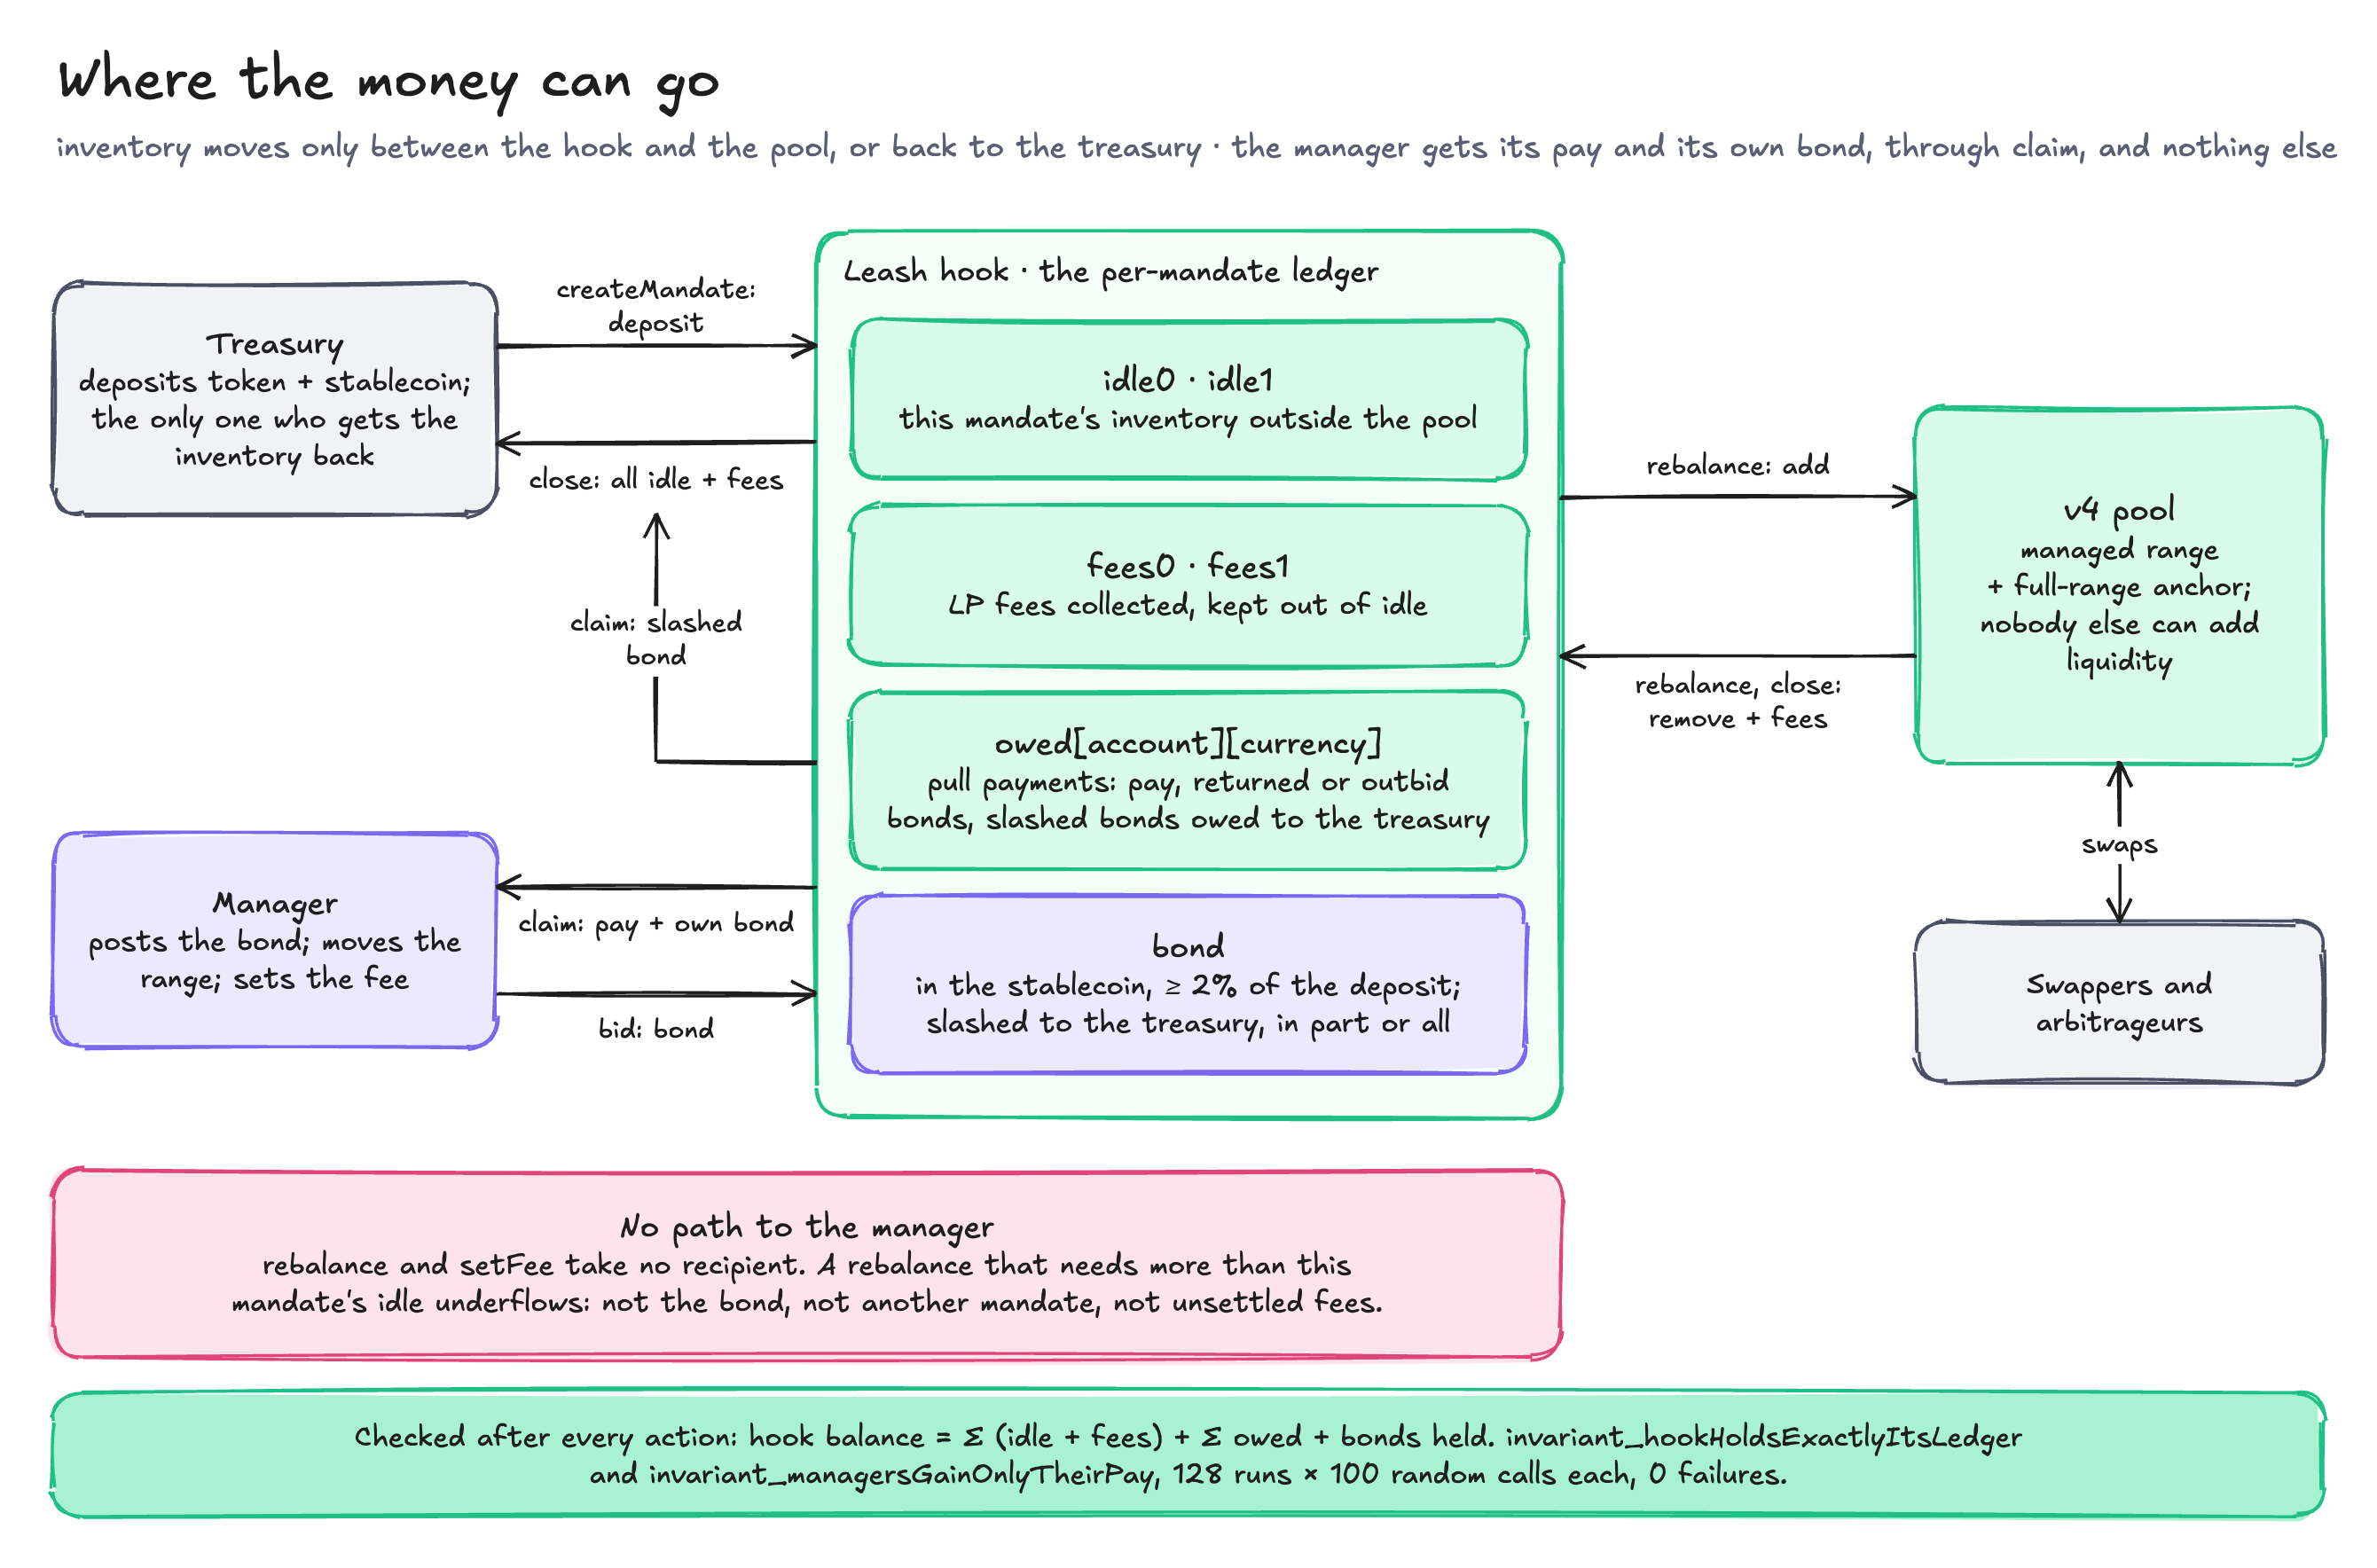 Where the money can go
inventory moves only between the hook and the pool, or back to the treasury · the manager gets its pay and its own bond, through claim, and nothing else
Treasury
deposits token + stablecoin;
the only one who gets the
inventory back
createMandate:
deposit
close: all idle + fees
claim: slashed
bond
Manager
posts the bond; moves the
range; sets the fee
claim: pay + own bond
bid: bond
Leash hook · the per-mandate ledger
idle0 · idle1
this mandate's inventory outside the pool
fees0 · fees1
LP fees collected, kept out of idle
owed[account][currency]
pull payments: pay, returned or outbid
bonds, slashed bonds owed to the treasury
bond
in the stablecoin, ≥ 2% of the deposit;
slashed to the treasury, in part or all
rebalance: add
rebalance, close:
remove + fees
v4 pool
managed range
+ full-range anchor;
nobody else can add
liquidity
swaps
Swappers and
arbitrageurs
No path to the manager
rebalance and setFee take no recipient. A rebalance that needs more than this
mandate's idle underflows: not the bond, not another mandate, not unsettled fees.
Checked after every action: hook balance = Σ (idle + fees) + Σ owed + bonds held. invariant_hookHoldsExactlyItsLedger
and invariant_managersGainOnlyTheirPay, 128 runs × 100 random calls each, 0 failures.